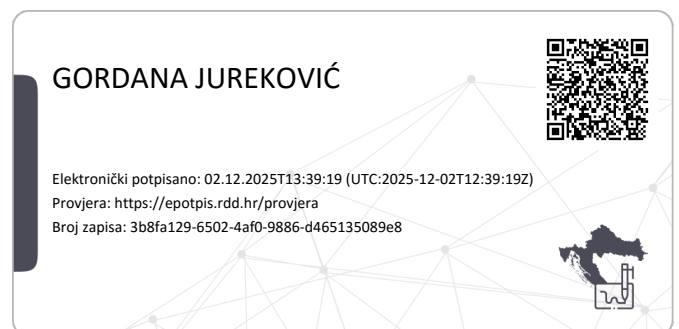 GORDANA JUREKOVIĆ
Elektronički potpisano: 02.12.2025T13:39:19 (UTC:2025-12-02T12:39:19Z)
Provjera: https://epotpis.rdd.hr/provjera
Broj zapisa: 3b8fa129-6502-4af0-9886-d465135089e8